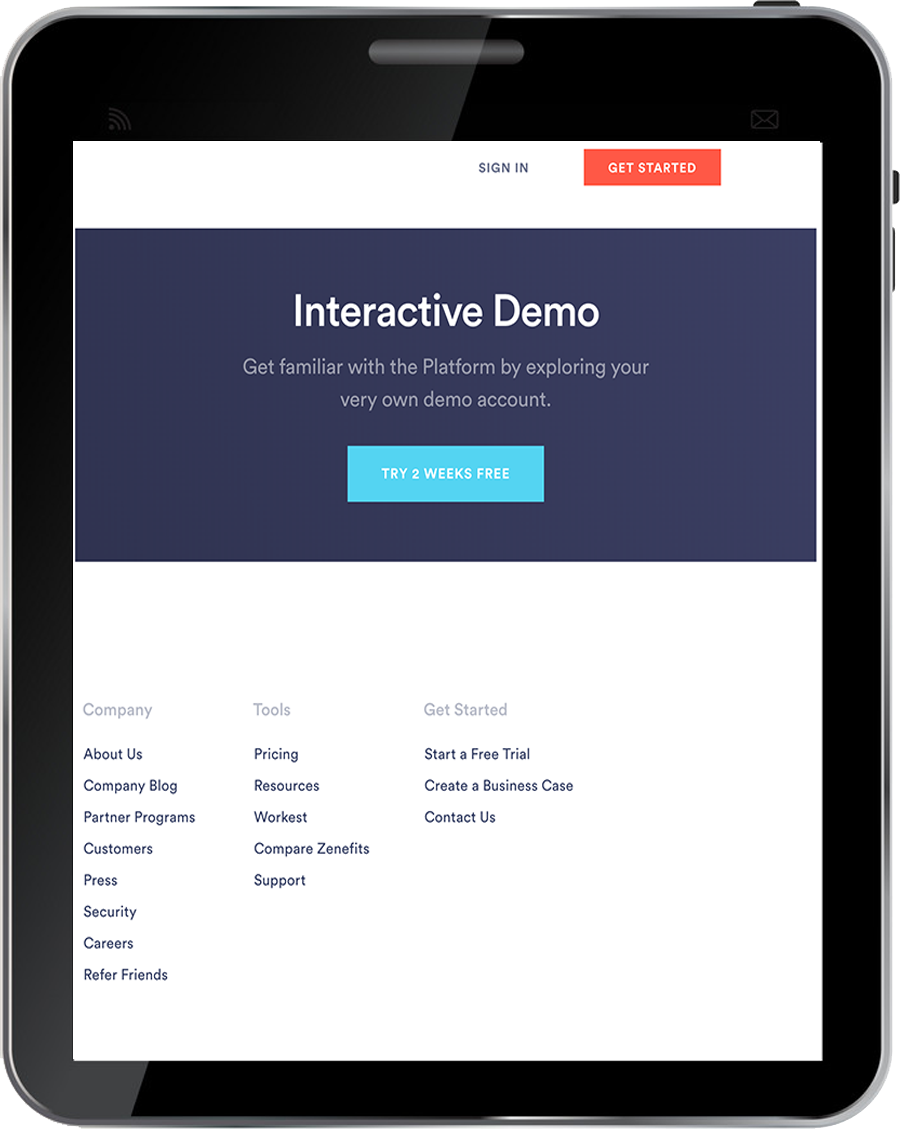 SIGN IN
GET STARTED
Interactive Demo
Get familiar with the Platform by exploring your
very own demo account.
TRY 2 WEEKS FREE
Company
About Us
Company Blog
Partner Programs
Customers
Press
Security
Careers
Refer Friends
Tools
Pricing
Resources
Workest
Compare Zenefits
Support
Get Started
Start a Free Trial
Create a Business Case
Contact Us